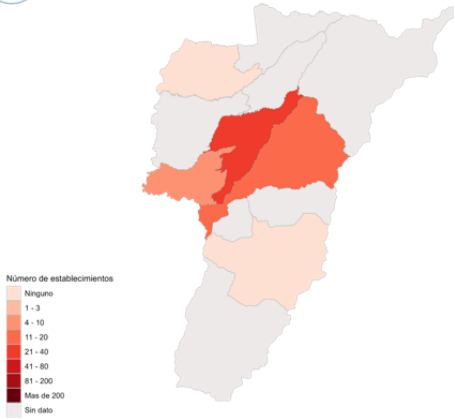 Número de establecimientos
Ninguno
1 - 3
4 - 10
11 - 20
21 - 40
41 - 80
81 - 200
Mas de 200
Sin dato